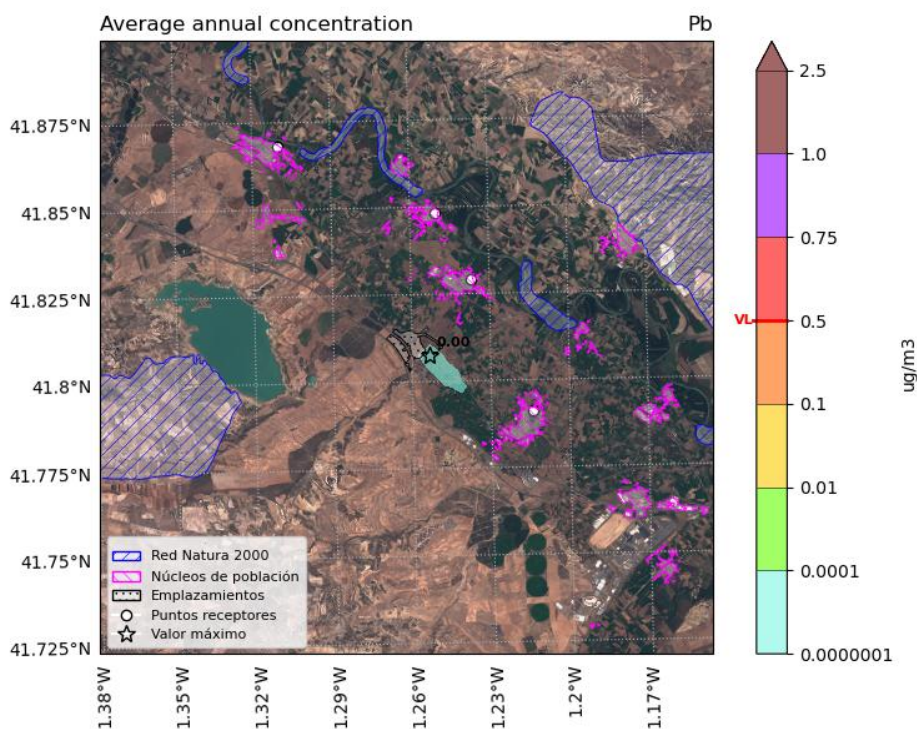 Average annual concentration Pb
41.875°N
41.85°N
41.825°N
41.8°N
41.775°N
41.75°N
41.725°N
0.00
Red Natura 2000
Núcleos de población
Emplazamientos
Puntos receptores
Valor máximo
1.38°W
1.35°W
1.32°W
1.29°W
1.26°W
1.23°W
1.2°W
1.17°W
2.5
1.0
0.75
VL 0.5
0.1
0.01
0.0001
0.0000001
ug/m3